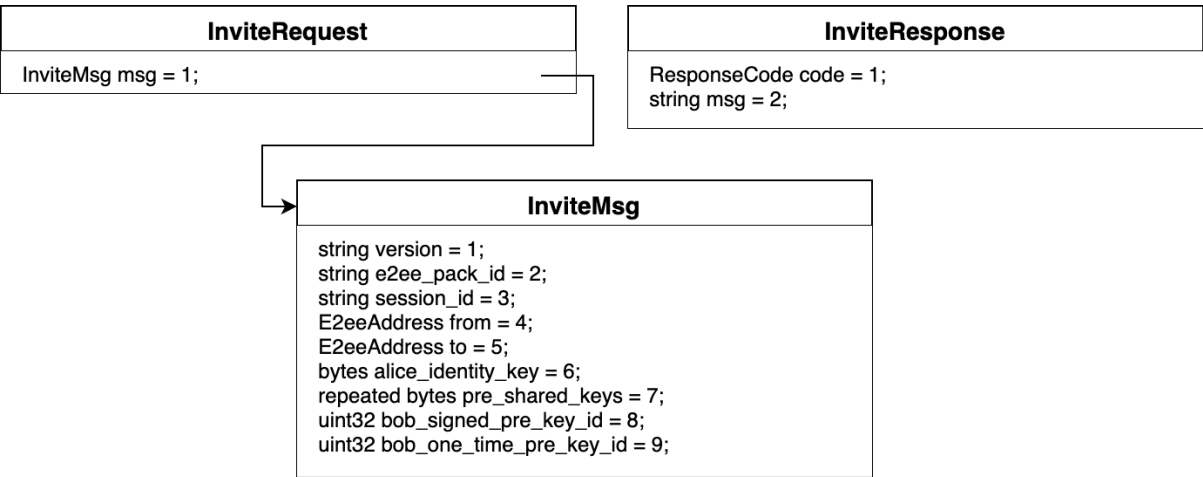 InviteRequest
InviteMsg msg = 1;
InviteResponse
ResponseCode code = 1;
string msg = 2;
InviteMsg
string version = 1;
string e2ee_pack_id = 2;
string session_id = 3;
E2eeAddress from = 4;
E2eeAddress to = 5;
bytes alice_identity_key = 6;
repeated bytes pre_shared_keys = 7;
uint32 bob_signed_pre_key_id = 8;
uint32 bob_one_time_pre_key_id = 9;